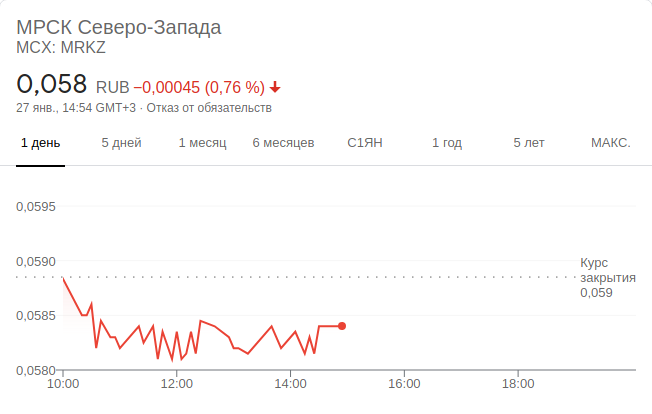 МРСК Северо-Запада
MCX: MRKZ
0,058 RUB −0,00045 (0,76 %) ↓
27 янв., 14:54 GMT+3 · Отказ от обязательств
1 день 5 дней 1 месяц 6 месяцев С1ЯН 1 год 5 лет МАКС.
0,0595
0,0590
Курс
закрытия
0,059
0,0585
0,0580
10:00 12:00 14:00 16:00 18:00